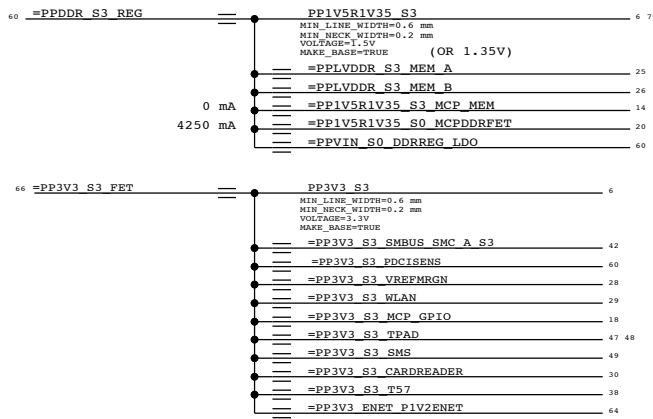 60 =PPDDR_S3_REG PP1V5R1V35_S3 6 7
MIN_LINE_WIDTH=0.6 mm
MIN_NECK_WIDTH=0.2 mm
VOLTAGE=1.5V
MAKE_BASE=TRUE (OR 1.35V)
=PPLVDDR_S3_MEM_A 25
=PPLVDDR_S3_MEM_B 26
0 mA =PP1V5R1V35_S3_MCP_MEM 14
4250 mA =PP1V5R1V35_S0_MCPDDRFET 20
=PPVIN_S0_DDRREG_LDO 60
66 =PP3V3_S3_FET PP3V3_S3 6
MIN_LINE_WIDTH=0.6 mm
MIN_NECK_WIDTH=0.2 mm
VOLTAGE=3.3V
MAKE_BASE=TRUE
=PP3V3_S3_SMBUS_SMC_A_S3 42
=PP3V3_S3_PDCISENS 60
=PP3V3_S3_VREFMRGN 28
=PP3V3_S3_WLAN 29
=PP3V3_S3_MCP_GPIO 18
=PP3V3_S3_TPAD 47 48
=PP3V3_S3_SMS 49
=PP3V3_S3_CARDREADER 30
=PP3V3_S3_T57 38
=PP3V3_ENET_P1V2ENET 64